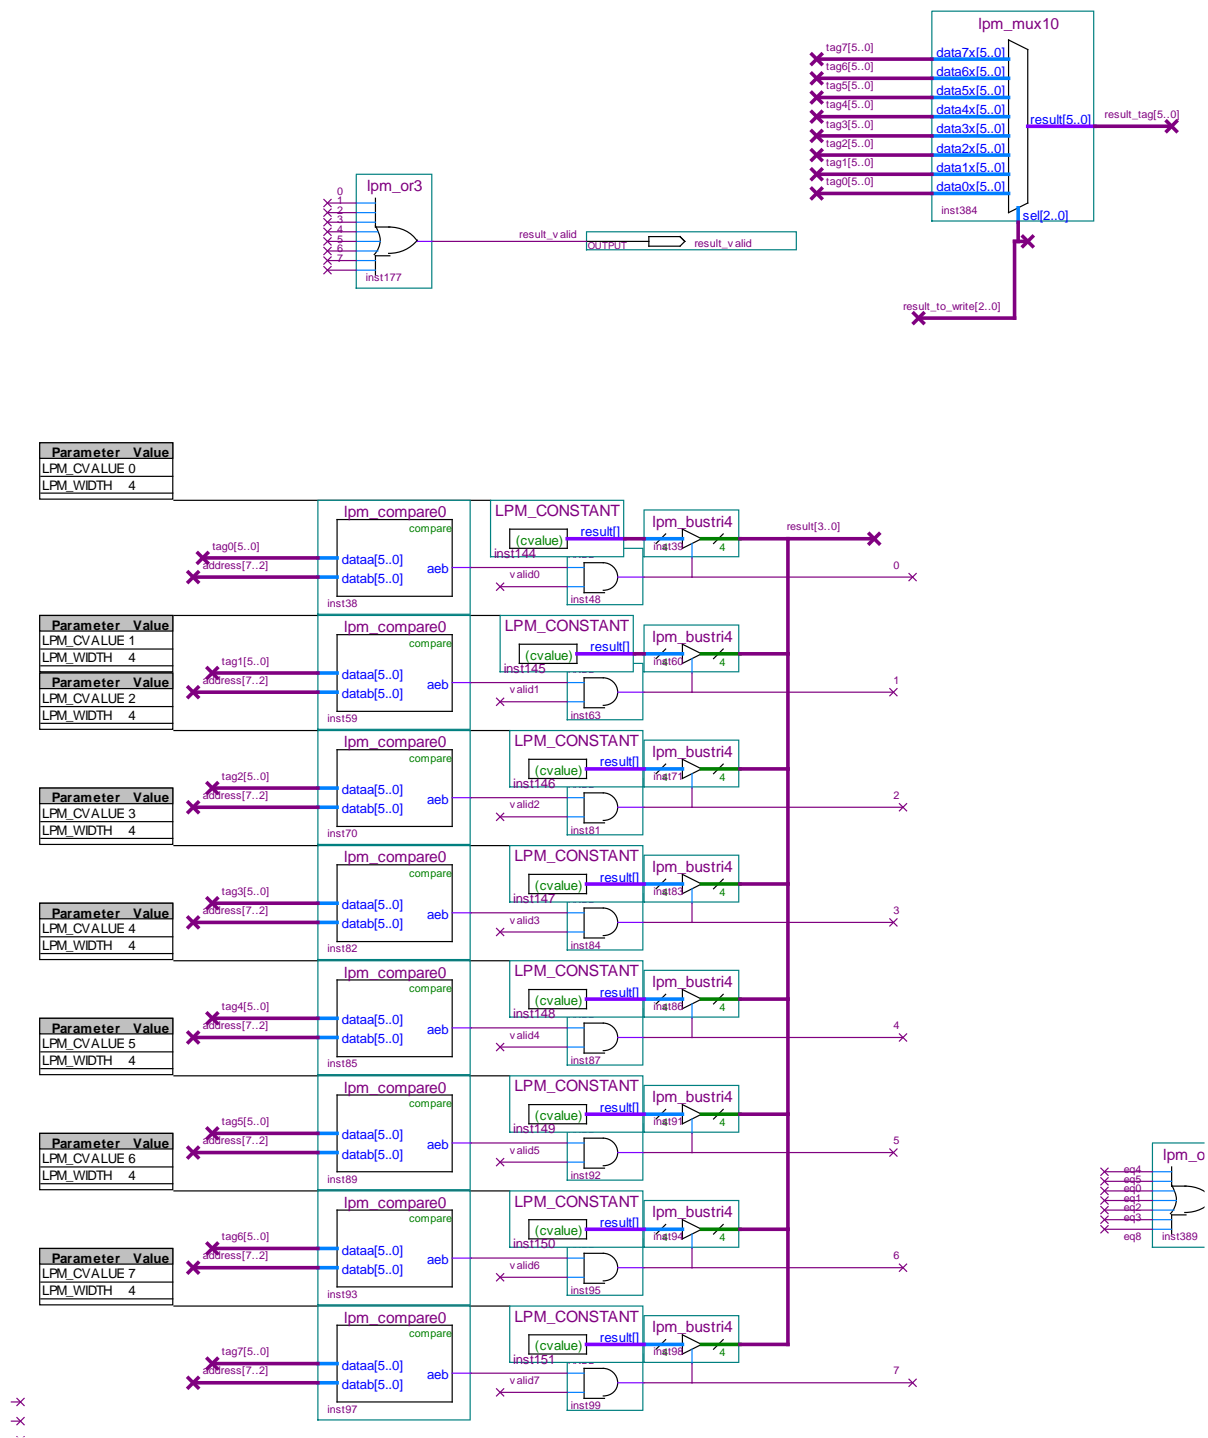 lpm_mux10
tag7[5..0]
data7x[5..0]
tag6[5..0]
data6x[5..0]
tag5[5..0]
data5x[5..0]
tag4[5..0]
data4x[5..0]
tag3[5..0]
data3x[5..0]
tag2[5..0]
data2x[5..0]
tag1[5..0]
data1x[5..0]
tag0[5..0]
data0x[5..0]
result[5..0]
result_tag[5..0]
inst384
sel[2..0]
result_to_write[2..0]
lpm_or3
0
1
2
3
4
5
6
7
inst177
result_valid
OUTPUT
result_valid
Parameter Value
LPM_CVALUE 0
LPM_WIDTH 4
lpm_compare0
compare
tag0[5..0]
address[7..2]
dataa[5..0]
datab[5..0]
aeb
inst38
LPM_CONSTANT
(cvalue)
result[]
inst144
valid0
inst48
lpm_bustri4
4
inst39
4
result[3..0]
0
Parameter Value
LPM_CVALUE 1
LPM_WIDTH 4
lpm_compare0
compare
tag1[5..0]
address[7..2]
dataa[5..0]
datab[5..0]
aeb
inst59
LPM_CONSTANT
(cvalue)
result[]
inst145
valid1
inst63
lpm_bustri4
4
inst60
4
1
Parameter Value
LPM_CVALUE 2
LPM_WIDTH 4
lpm_compare0
compare
tag2[5..0]
address[7..2]
dataa[5..0]
datab[5..0]
aeb
inst70
LPM_CONSTANT
(cvalue)
result[]
inst146
valid2
inst81
lpm_bustri4
4
inst71
4
2
Parameter Value
LPM_CVALUE 3
LPM_WIDTH 4
lpm_compare0
compare
tag3[5..0]
address[7..2]
dataa[5..0]
datab[5..0]
aeb
inst82
LPM_CONSTANT
(cvalue)
result[]
inst147
valid3
inst84
lpm_bustri4
4
inst83
4
3
Parameter Value
LPM_CVALUE 4
LPM_WIDTH 4
lpm_compare0
compare
tag4[5..0]
address[7..2]
dataa[5..0]
datab[5..0]
aeb
inst85
LPM_CONSTANT
(cvalue)
result[]
inst148
valid4
inst87
lpm_bustri4
4
inst86
4
4
Parameter Value
LPM_CVALUE 5
LPM_WIDTH 4
lpm_compare0
compare
tag5[5..0]
address[7..2]
dataa[5..0]
datab[5..0]
aeb
inst89
LPM_CONSTANT
(cvalue)
result[]
inst149
valid5
inst92
lpm_bustri4
4
inst91
4
5
Parameter Value
LPM_CVALUE 6
LPM_WIDTH 4
lpm_compare0
compare
tag6[5..0]
address[7..2]
dataa[5..0]
datab[5..0]
aeb
inst93
LPM_CONSTANT
(cvalue)
result[]
inst150
valid6
inst95
lpm_bustri4
4
inst94
4
6
Parameter Value
LPM_CVALUE 7
LPM_WIDTH 4
lpm_compare0
compare
tag7[5..0]
address[7..2]
dataa[5..0]
datab[5..0]
aeb
inst97
LPM_CONSTANT
(cvalue)
result[]
inst151
valid7
inst99
lpm_bustri4
4
inst98
4
7
lpm_o
eq4
eq5
eq0
eq1
eq2
eq3
eq8
inst389